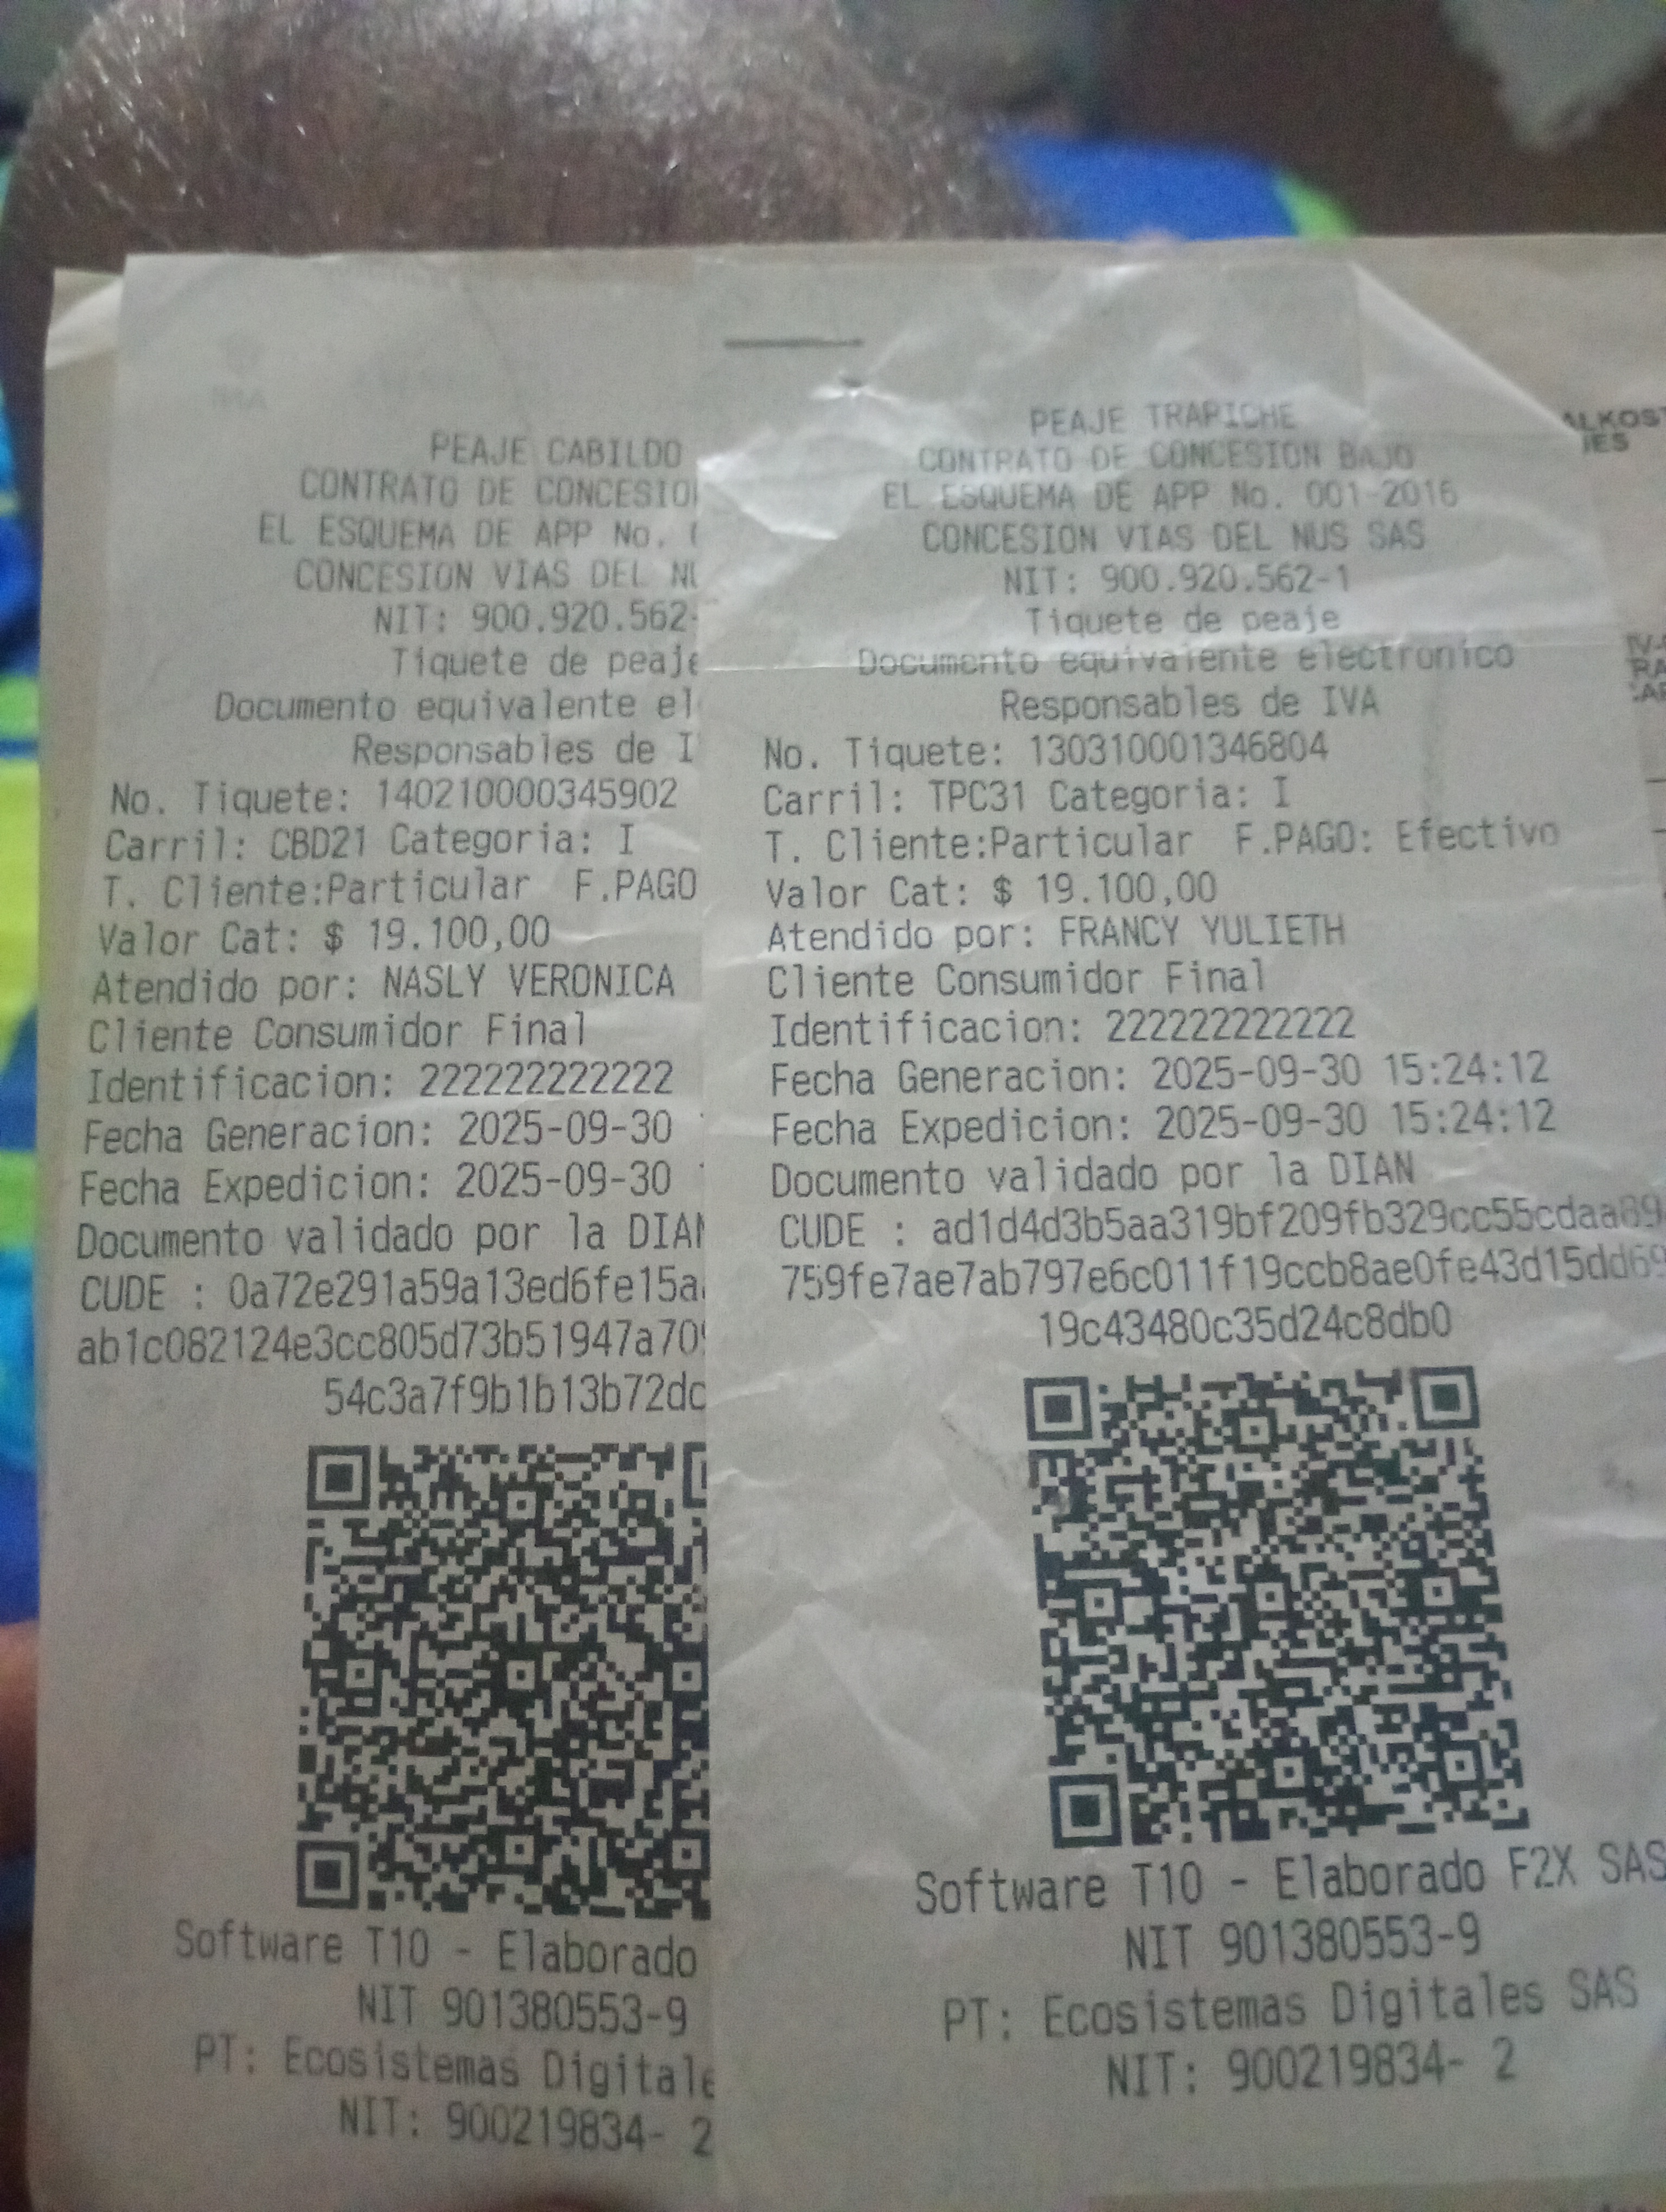 PEAJE CABILDO
CONTRATO DE CONCESIO
EL ESQUEMA DE APP No.
CONCESION VIAS DEL NU
NIT: 900.920.562-
Tiquete de peaje
Documento equivalente el
Responsables de I
No. Tiquete: 140210000345902
Carril: CBD21 Categoria: I
T. Cliente:Particular F.PAGO
Valor Cat: $ 19.100,00
Atendido por: NASLY VERONICA
Cliente Consumidor Final
Identificacion: 222222222222
Fecha Generacion: 2025-09-30
Fecha Expedicion: 2025-09-30
Documento validado por la DIAN
CUDE : 0a72e291a59a13ed6fe15a
ab1c082124e3cc805d73b51947a70
54c3a7f9b1b13b72dc
Software T10 - Elaborado
NIT 901380553-9
PT: Ecosistemas Digitale
NIT: 900219834- 2
PEAJE TRAPICHE
CONTRATO DE CONCESION BAJO
EL ESQUEMA DE APP No. 001-2016
CONCESION VIAS DEL NUS SAS
NIT: 900.920.562-1
Tiquete de peaje
Documento equivalente electronico
Responsables de IVA
No. Tiquete: 130310001346804
Carril: TPC31 Categoria: I
T. Cliente:Particular F.PAGO: Efectivo
Valor Cat: $ 19.100,00
Atendido por: FRANCY YULIETH
Cliente Consumidor Final
Identificacion: 222222222222
Fecha Generacion: 2025-09-30 15:24:12
Fecha Expedicion: 2025-09-30 15:24:12
Documento validado por la DIAN
CUDE : ad1d4d3b5aa319bf209fb329cc55cdaa89
759fe7ae7ab797e6c011f19ccb8ae0fe43d15dd69
19c43480c35d24c8db0
Software T10 - Elaborado F2X SAS
NIT 901380553-9
PT: Ecosistemas Digitales SAS
NIT: 900219834- 2
ALKOST
IES